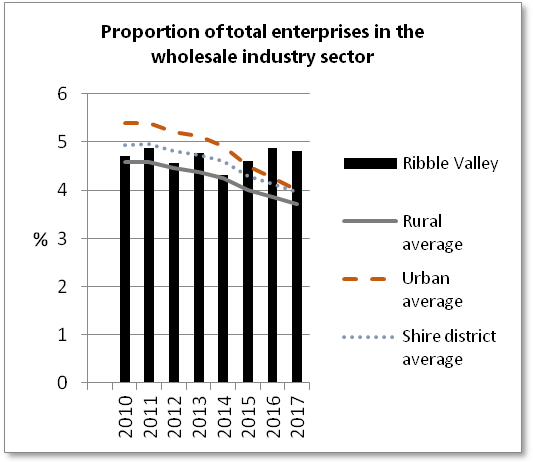 Proportion of total enterprises in the
wholesale industry sector
6
5
4
3
2
1
0
%
2010
2011
2012
2013
2014
2015
2016
2017
Ribble Valley
Rural
average
Urban
average
Shire district
average